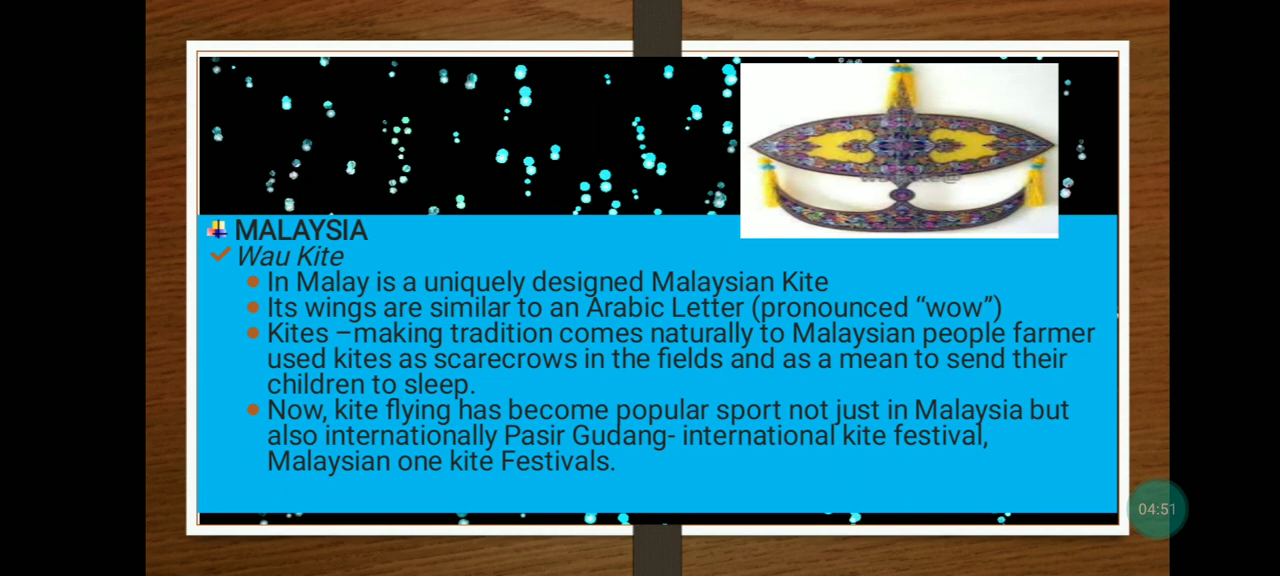 MALAYSIA
Wau Kite
In Malay is a uniquely designed Malaysian Kite
Its wings are similar to an Arabic Letter (pronounced “wow”)
Kites –making tradition comes naturally to Malaysian people farmer
used kites as scarecrows in the fields and as a mean to send their
children to sleep.
Now, kite flying has become popular sport not just in Malaysia but
also internationally Pasir Gudang- international kite festival,
Malaysian one kite Festivals.
04:51